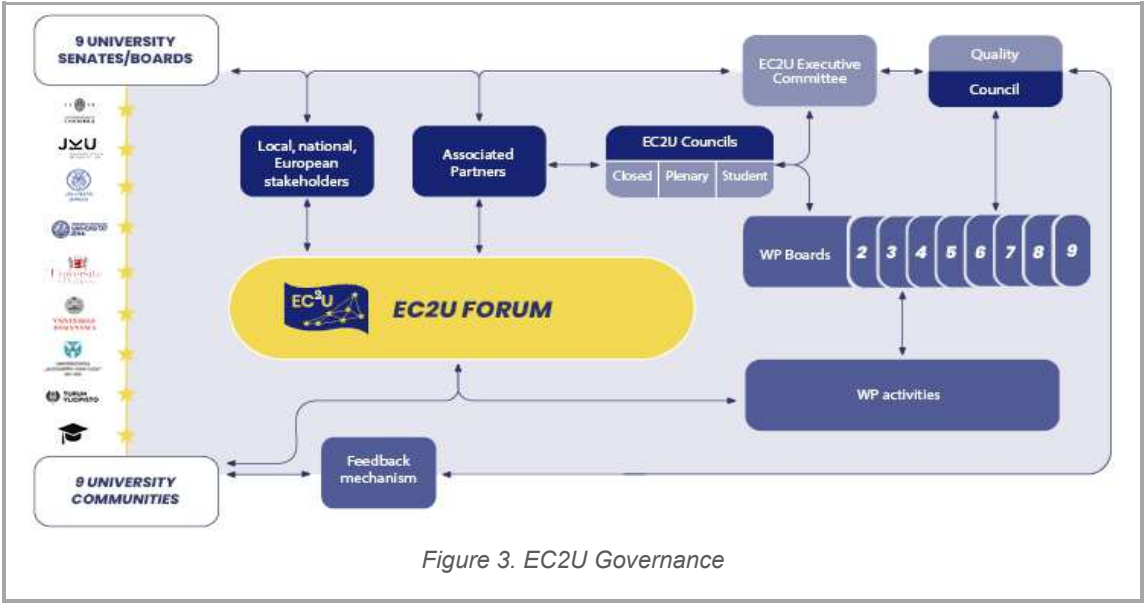 9 UNIVERSITY
SENATES/BOARDS
EC2U Executive
Committee
Quality
Council
JKU
Local, national,
European
stakeholders
Associated
Partners
EC2U Councils
Closed
Plenary
Student
WP Boards
2
3
4
5
6
7
8
9
EC²U
EC2U FORUM
WP activities
TURUN
YLIOPISTO
Feedback
mechanism
9 UNIVERSITY
COMMUNITIES
Figure 3. EC2U Governance